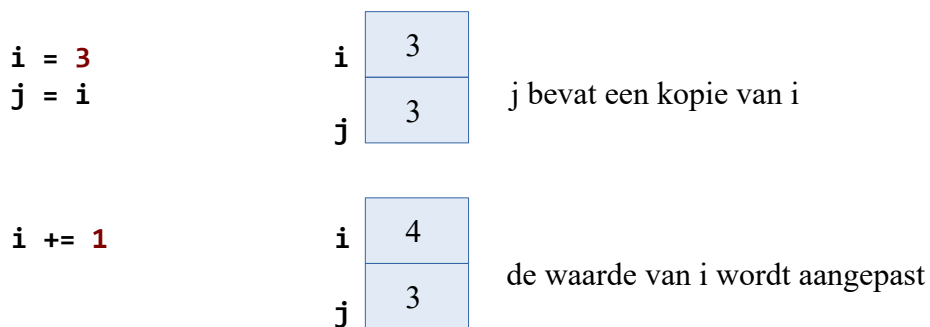 i = 3
j = i
i 3
j 3
j bevat een kopie van i
i += 1
i 4
j 3
de waarde van i wordt aangepast